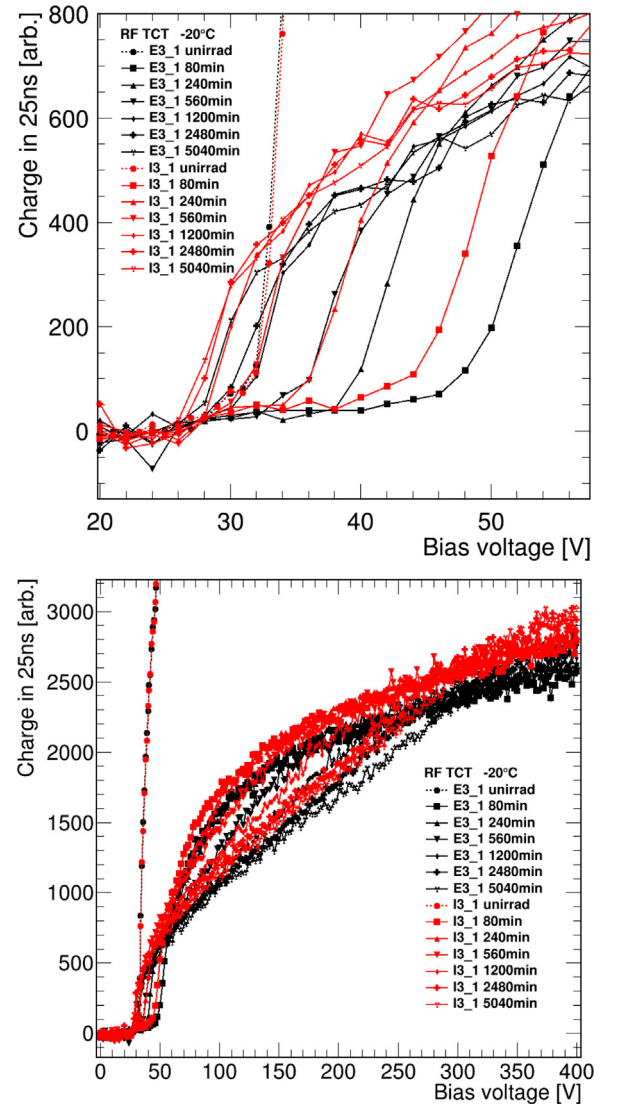 Charge in 25ns [arb.]
800
600
400
200
0
RF TCT -20°C
E3_1 unirrad
E3_1 80min
E3_1 240min
E3_1 560min
E3_1 1200min
E3_1 2480min
E3_1 5040min
I3_1 unirrad
I3_1 80min
I3_1 240min
I3_1 560min
I3_1 1200min
I3_1 2480min
I3_1 5040min
20 30 40 50
Bias voltage [V]
Charge in 25ns [arb.]
3000
2500
2000
1500
1000
500
0
RF TCT -20°C
E3_1 unirrad
E3_1 80min
E3_1 240min
E3_1 560min
E3_1 1200min
E3_1 2480min
E3_1 5040min
I3_1 unirrad
I3_1 80min
I3_1 240min
I3_1 560min
I3_1 1200min
I3_1 2480min
I3_1 5040min
0 50 100 150 200 250 300 350 400
Bias voltage [V]